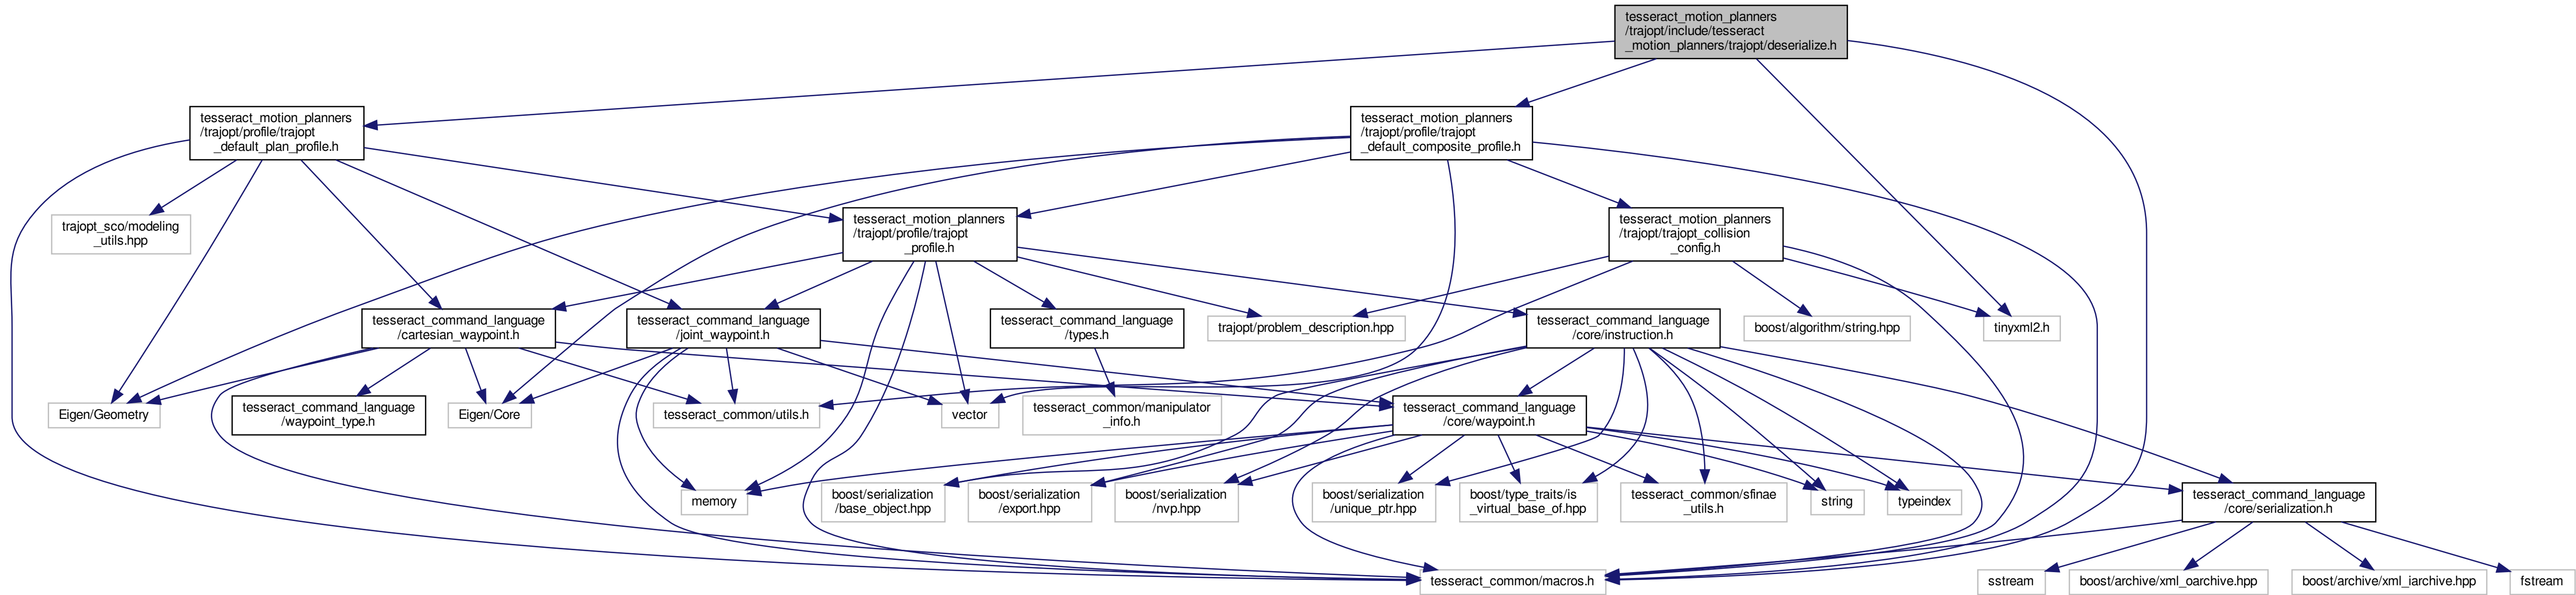 tesseract_motion_planners
/trajopt/include/tesseract
_motion_planners/trajopt/deserialize.h
tesseract_motion_planners
/trajopt/profile/trajopt
_default_plan_profile.h
tesseract_motion_planners
/trajopt/profile/trajopt
_default_composite_profile.h
trajopt_sco/modeling
_utils.hpp
tesseract_motion_planners
/trajopt/profile/trajopt
_profile.h
tesseract_motion_planners
/trajopt/trajopt_collision
_config.h
tesseract_command_language
/cartesian_waypoint.h
tesseract_command_language
/joint_waypoint.h
tesseract_command_language
/types.h
trajopt/problem_description.hpp
tesseract_command_language
/core/instruction.h
boost/algorithm/string.hpp
tinyxml2.h
Eigen/Geometry
tesseract_command_language
/waypoint_type.h
Eigen/Core
tesseract_common/utils.h
vector
tesseract_common/manipulator
_info.h
tesseract_command_language
/core/waypoint.h
memory
boost/serialization
/base_object.hpp
boost/serialization
/export.hpp
boost/serialization
/nvp.hpp
boost/serialization
/unique_ptr.hpp
boost/type_traits/is
_virtual_base_of.hpp
tesseract_common/sfinae
_utils.h
string
typeindex
tesseract_command_language
/core/serialization.h
tesseract_common/macros.h
sstream
boost/archive/xml_oarchive.hpp
boost/archive/xml_iarchive.hpp
fstream